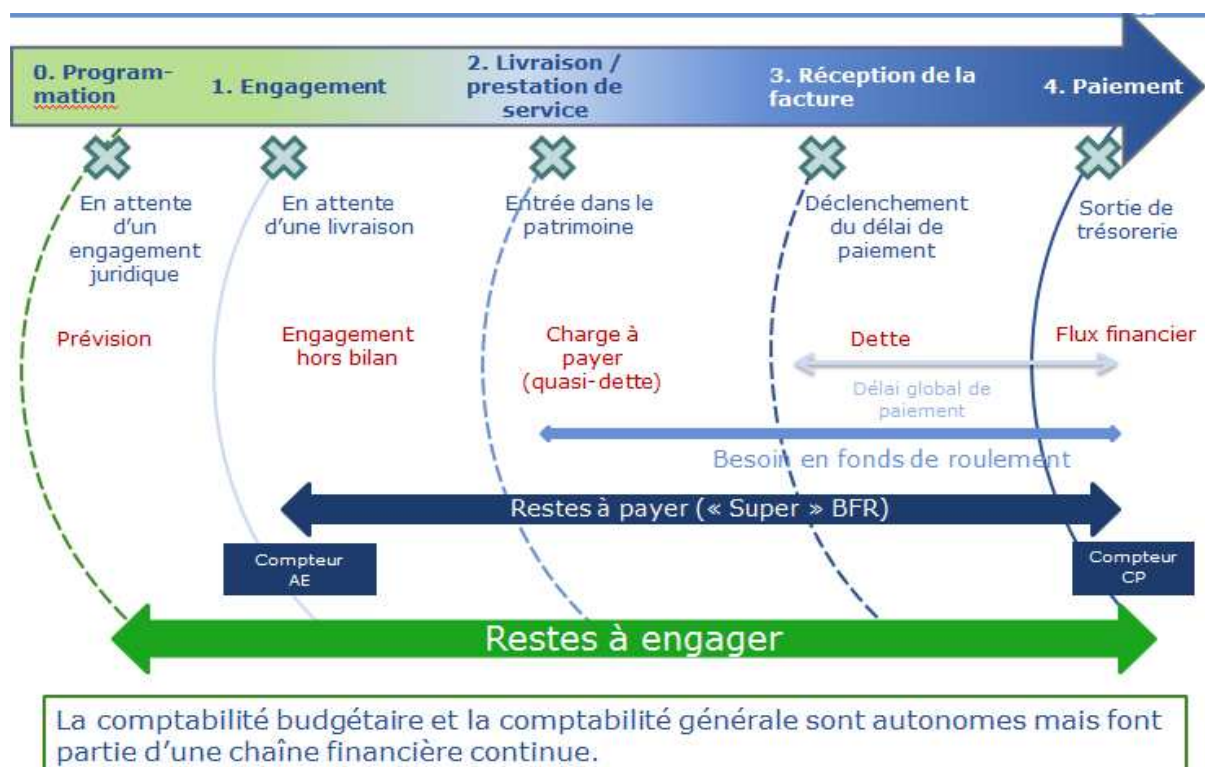 0. Program-
mation
1. Engagement
2. Livraison /
prestation de
service
3. Réception de la
facture
4. Paiement
En attente
d'un
engagement
juridique
En attente
d'une livraison
Entrée dans le
patrimoine
Déclenchement
du délai de
paiement
Sortie de
trésorerie
Prévision
Engagement
hors bilan
Charge à
payer
(quasi-dette)
Dette
Flux financier
Délai global de
paiement
Besoin en fonds de roulement
Restes à payer (« Super » BFR)
Compteur
AE
Compteur
CP
Restes à engager
La comptabilité budgétaire et la comptabilité générale sont autonomes mais font
partie d'une chaîne financière continue.